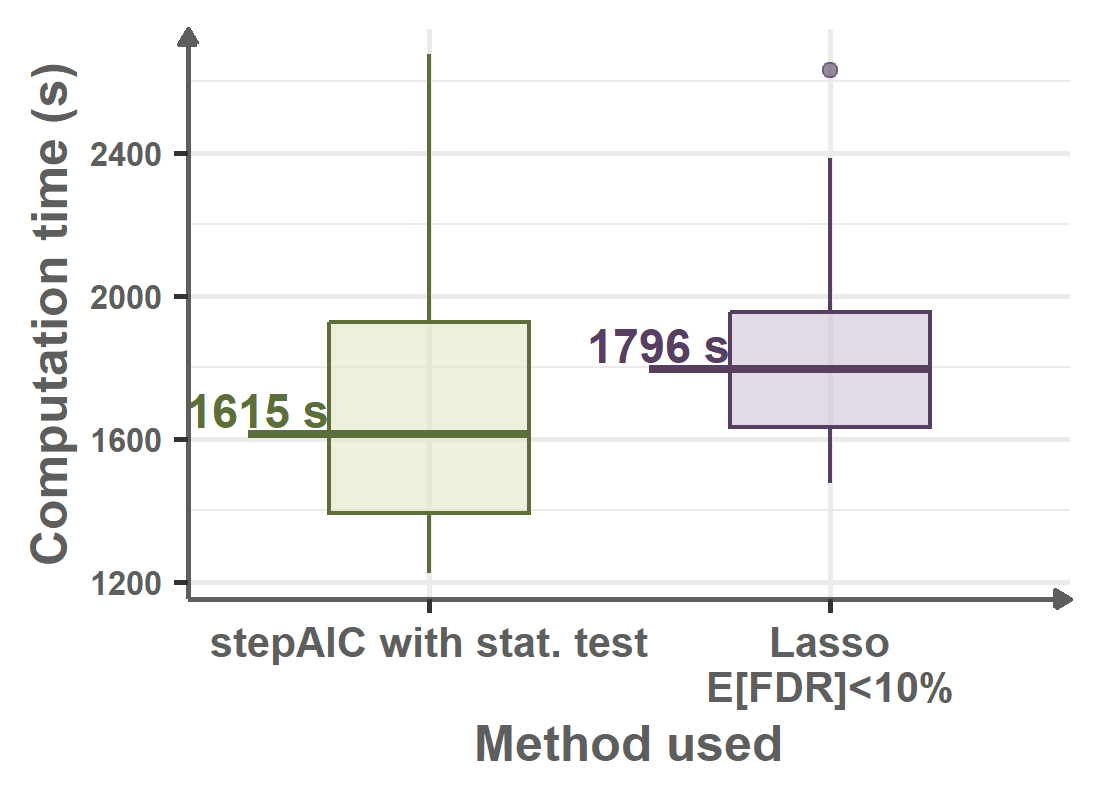 Computation time (s)
2400
2000
1600
1200
1615 s
1796 s
stepAIC with stat. test
Lasso
E[FDR]<10%
Method used